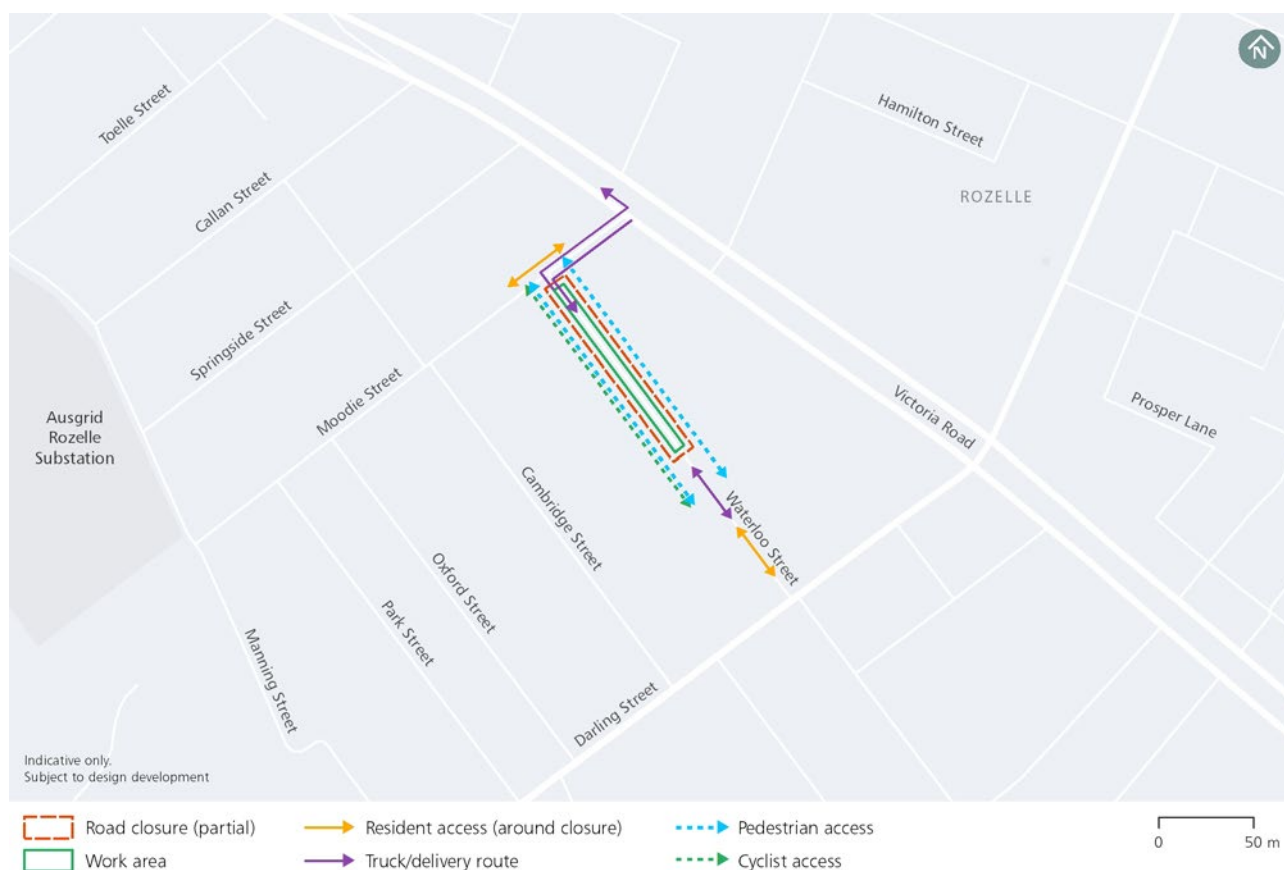 N
Toelle Street
Hamilton Street
Callan Street
ROZELLE
Springside Street
Moodie Street
Victoria Road
Prosper Lane
Ausgrid
Rozelle
Substation
Cambridge Street
Waterloo Street
Oxford Street
Park Street
Manning Street
Darling Street
Indicative only.
Subject to design development
Road closure (partial)
Resident access (around closure)
Pedestrian access
Work area
Truck/delivery route
Cyclist access
0 50 m